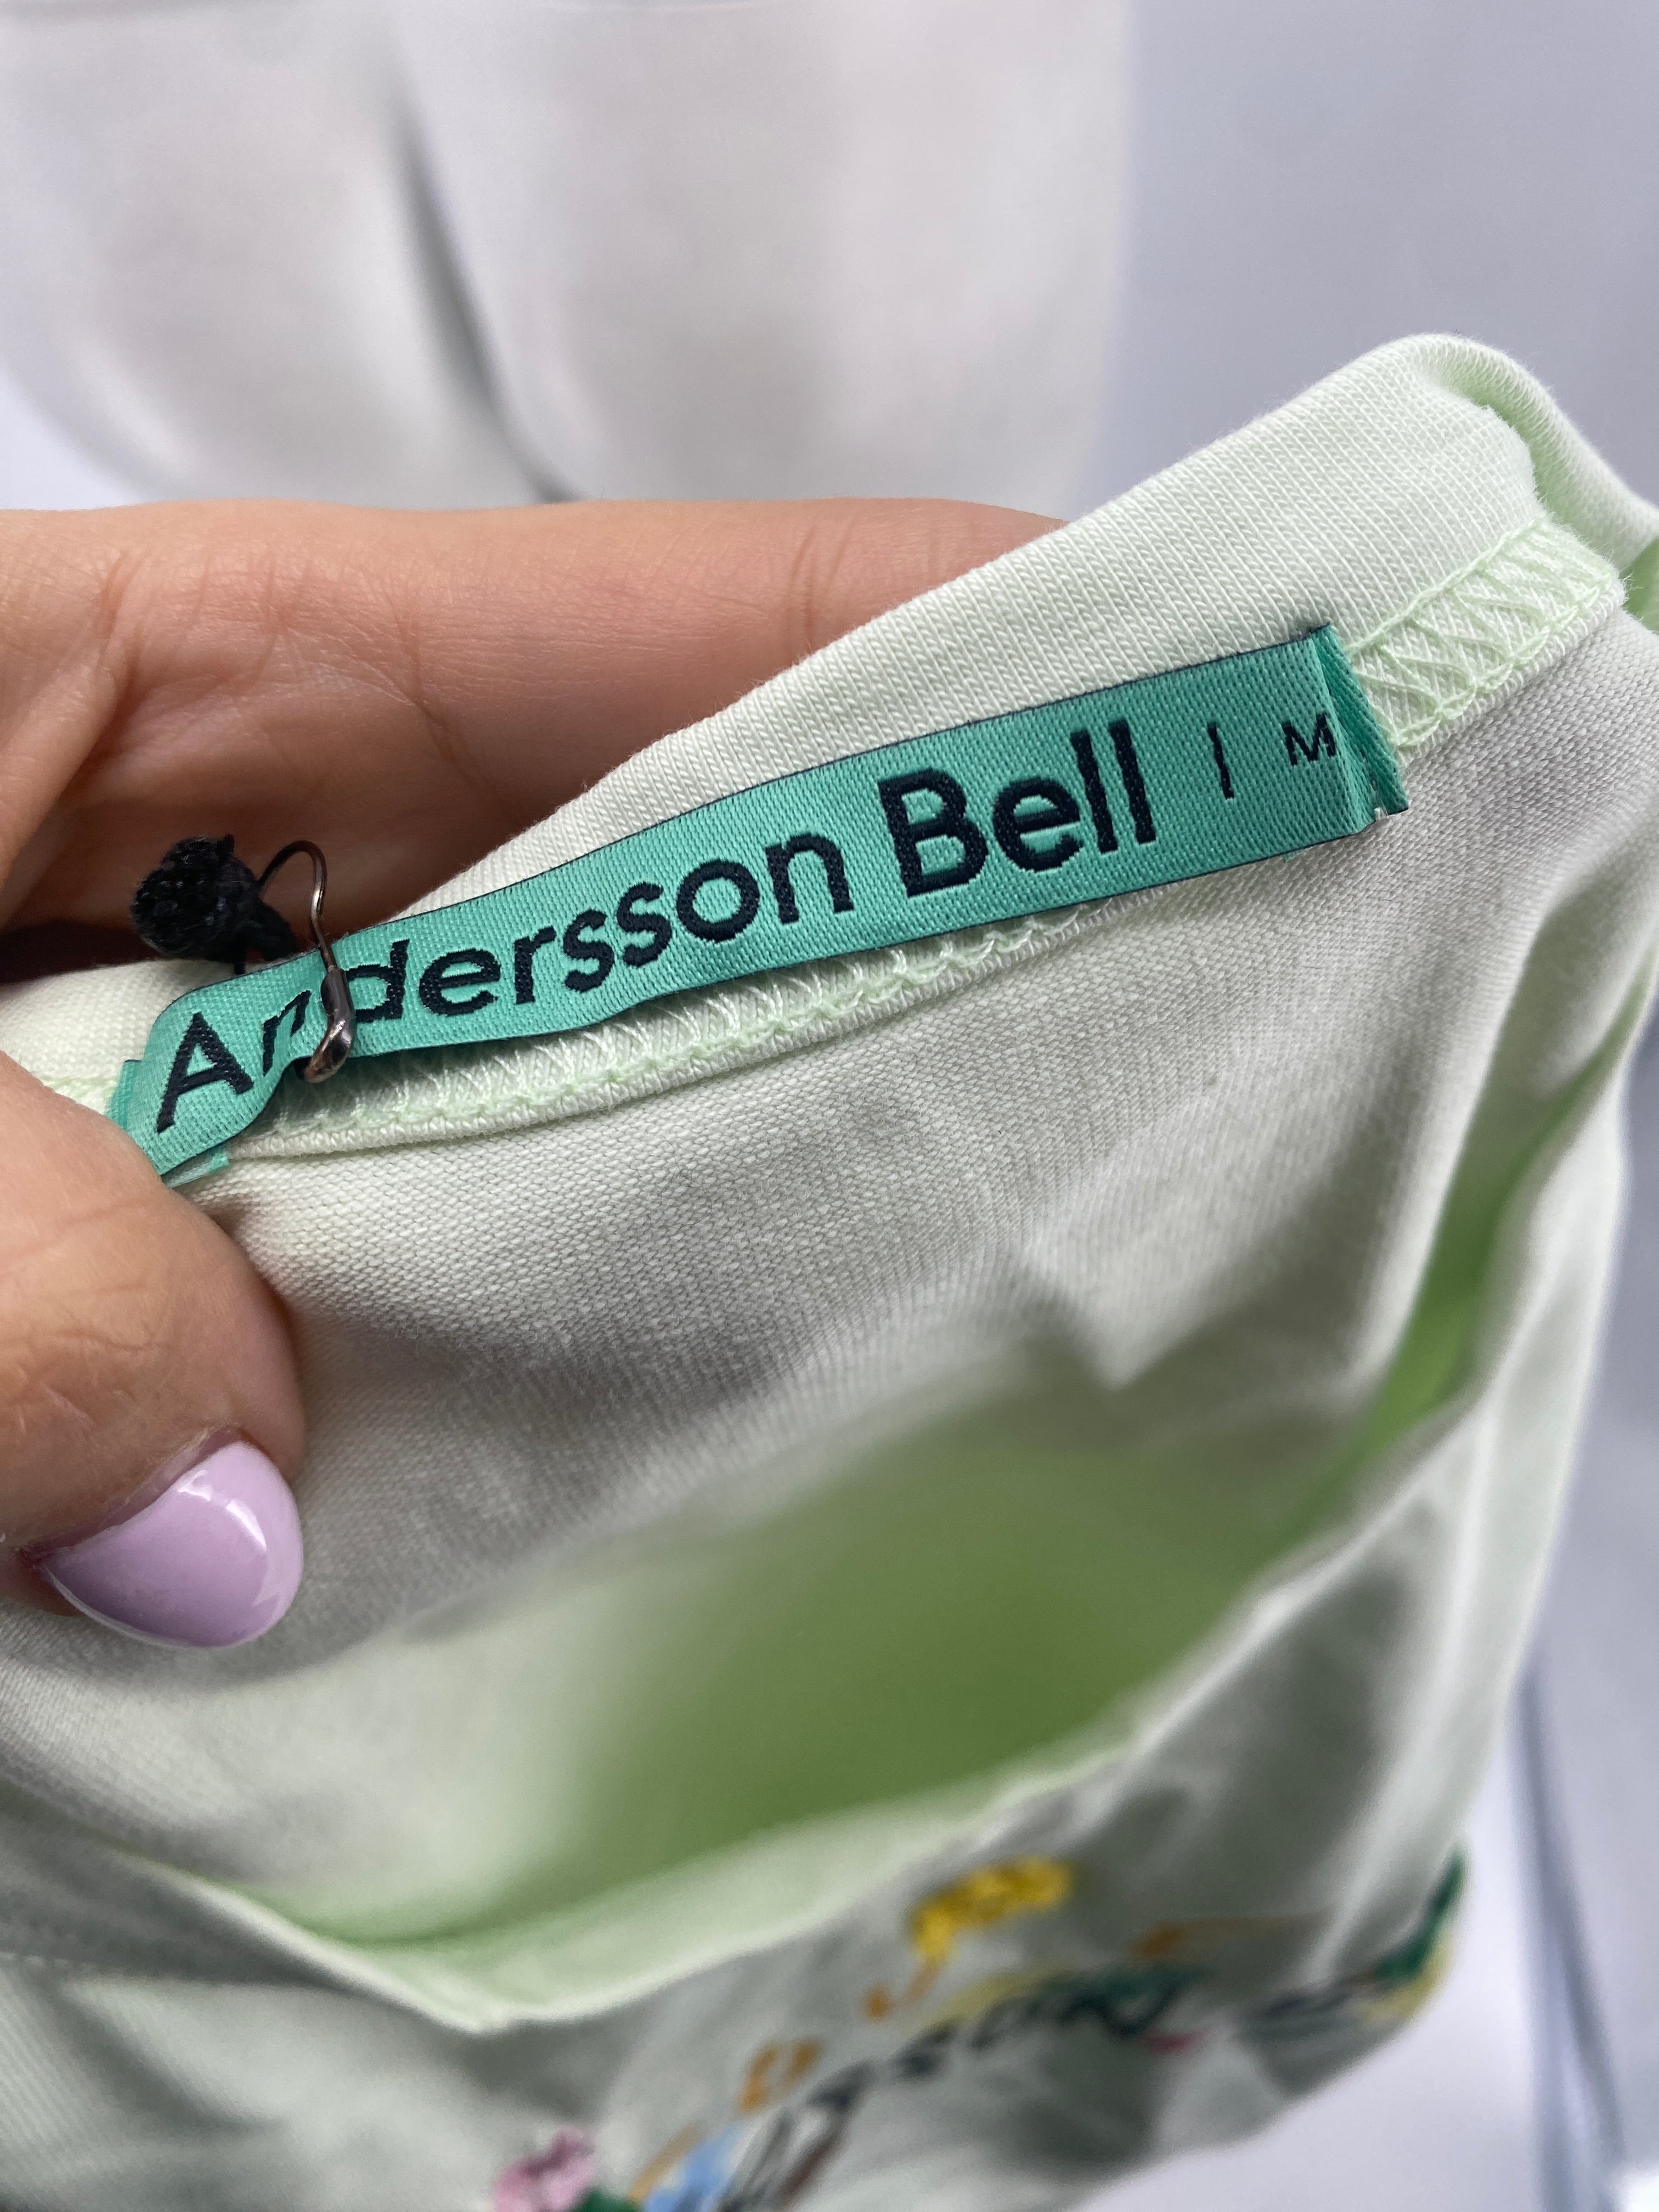 Andersson Bell | M